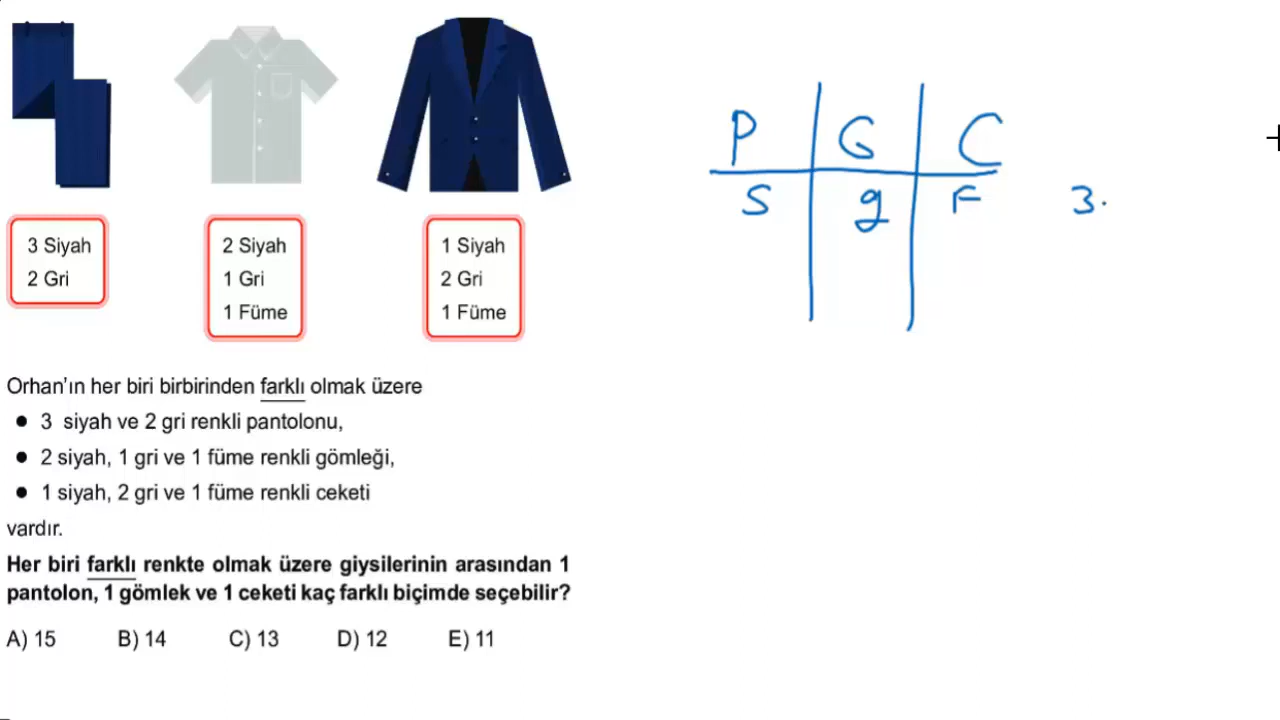 3 Siyah
2 Gri
2 Siyah
1 Gri
1 Füme
1 Siyah
2 Gri
1 Füme
Orhan'ın her biri birbirinden farklı olmak üzere
● 3 siyah ve 2 gri renkli pantolonu,
● 2 siyah, 1 gri ve 1 füme renkli gömleği,
● 1 siyah, 2 gri ve 1 füme renkli ceketi
vardır.
Her biri farklı renkte olmak üzere giysilerinin arasından 1
pantolon, 1 gömlek ve 1 ceketi kaç farklı biçimde seçebilir?
A) 15 B) 14 C) 13 D) 12 E) 11
P G C
S g F 3.